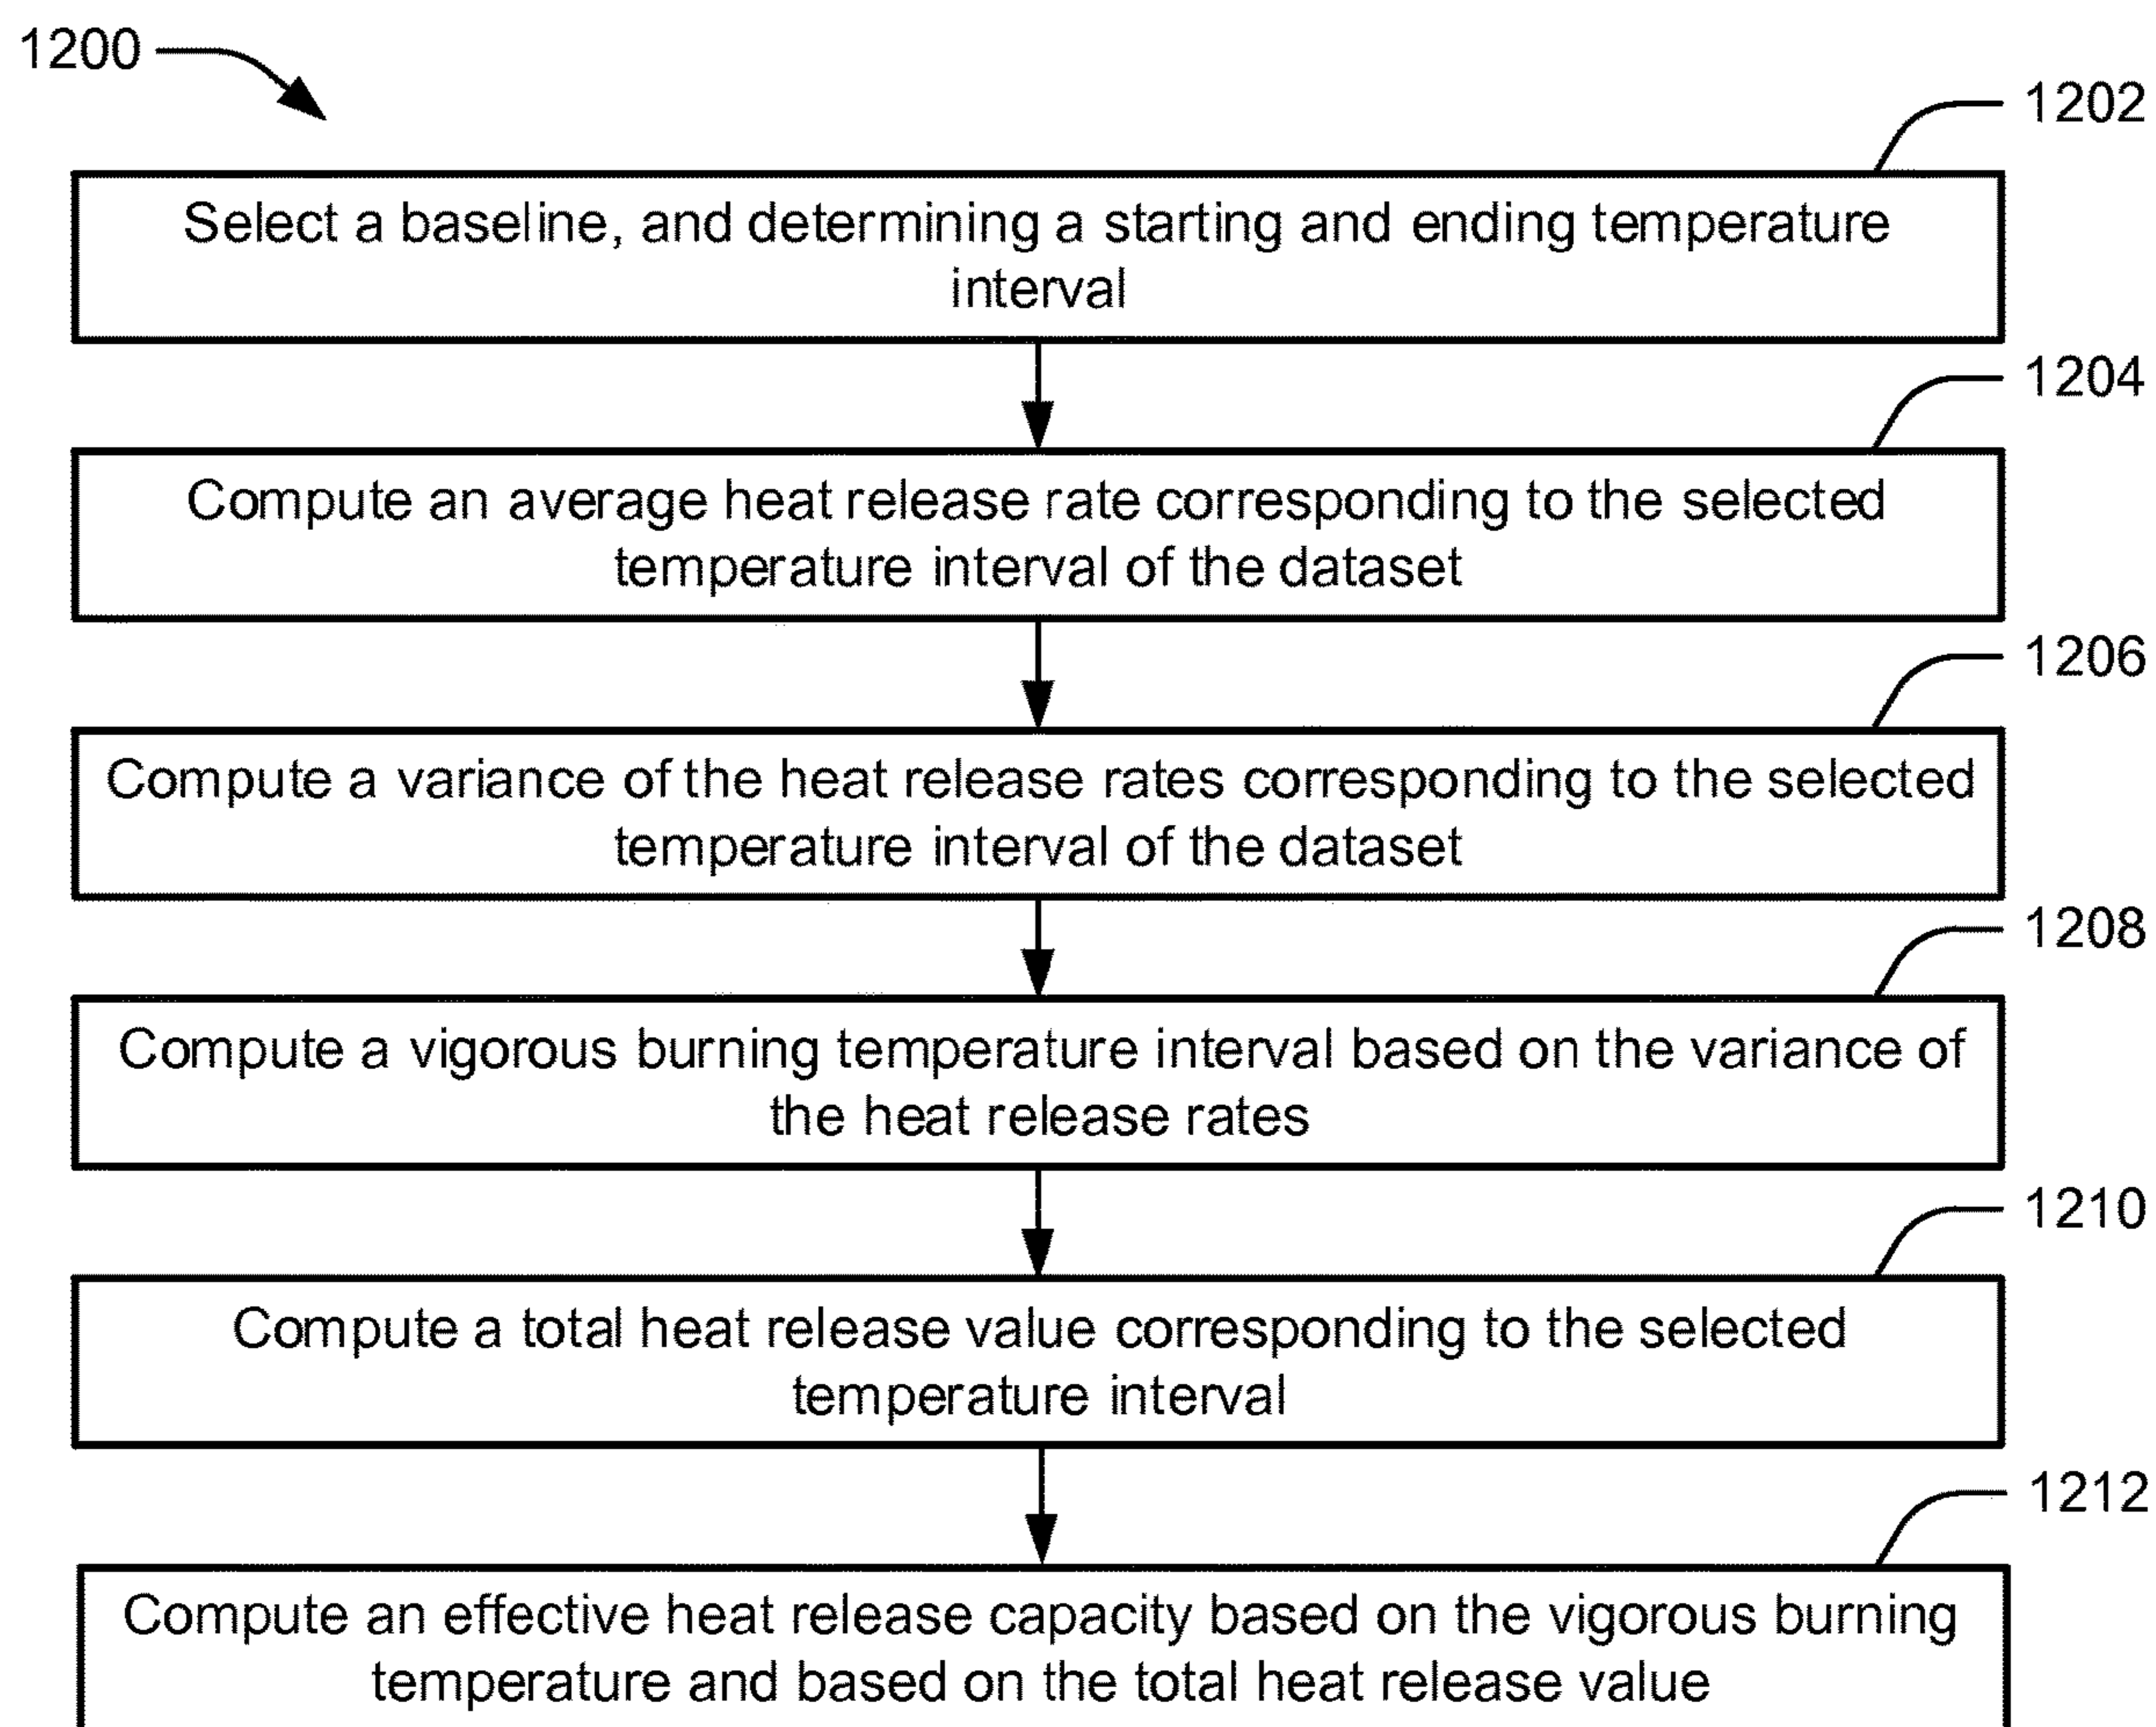 1200
1202
Select a baseline, and determining a starting and ending temperature
interval
1204
Compute an average heat release rate corresponding to the selected
temperature interval of the dataset
1206
Compute a variance of the heat release rates corresponding to the selected
temperature interval of the dataset
1208
Compute a vigorous burning temperature interval based on the variance of
the heat release rates
1210
Compute a total heat release value corresponding to the selected
temperature interval
1212
Compute an effective heat release capacity based on the vigorous burning
temperature and based on the total heat release value